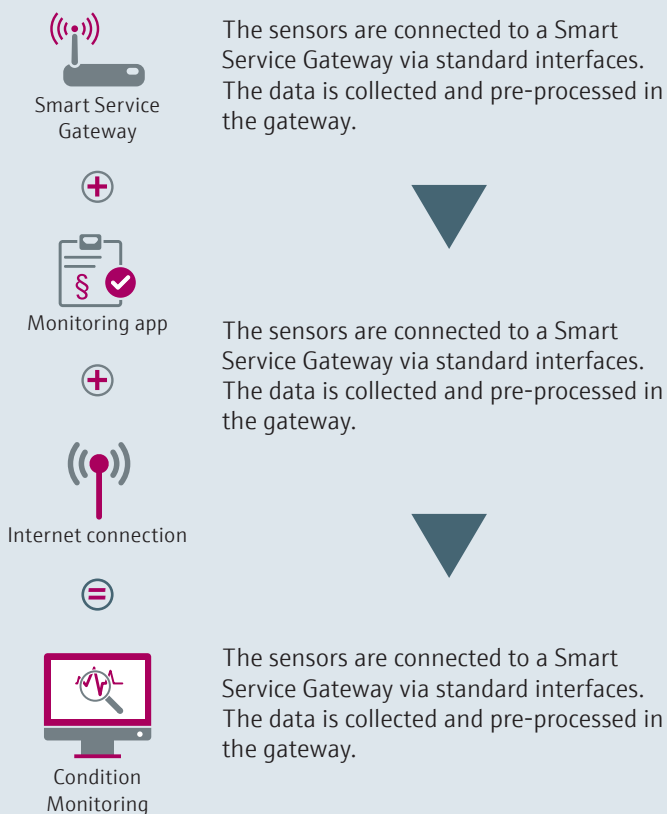 Smart Service
Gateway
The sensors are connected to a Smart
Service Gateway via standard interfaces.
The data is collected and pre-processed in
the gateway.
+
§
Monitoring app
+
The sensors are connected to a Smart
Service Gateway via standard interfaces.
The data is collected and pre-processed in
the gateway.
Internet connection
=
Condition
Monitoring
The sensors are connected to a Smart
Service Gateway via standard interfaces.
The data is collected and pre-processed in
the gateway.